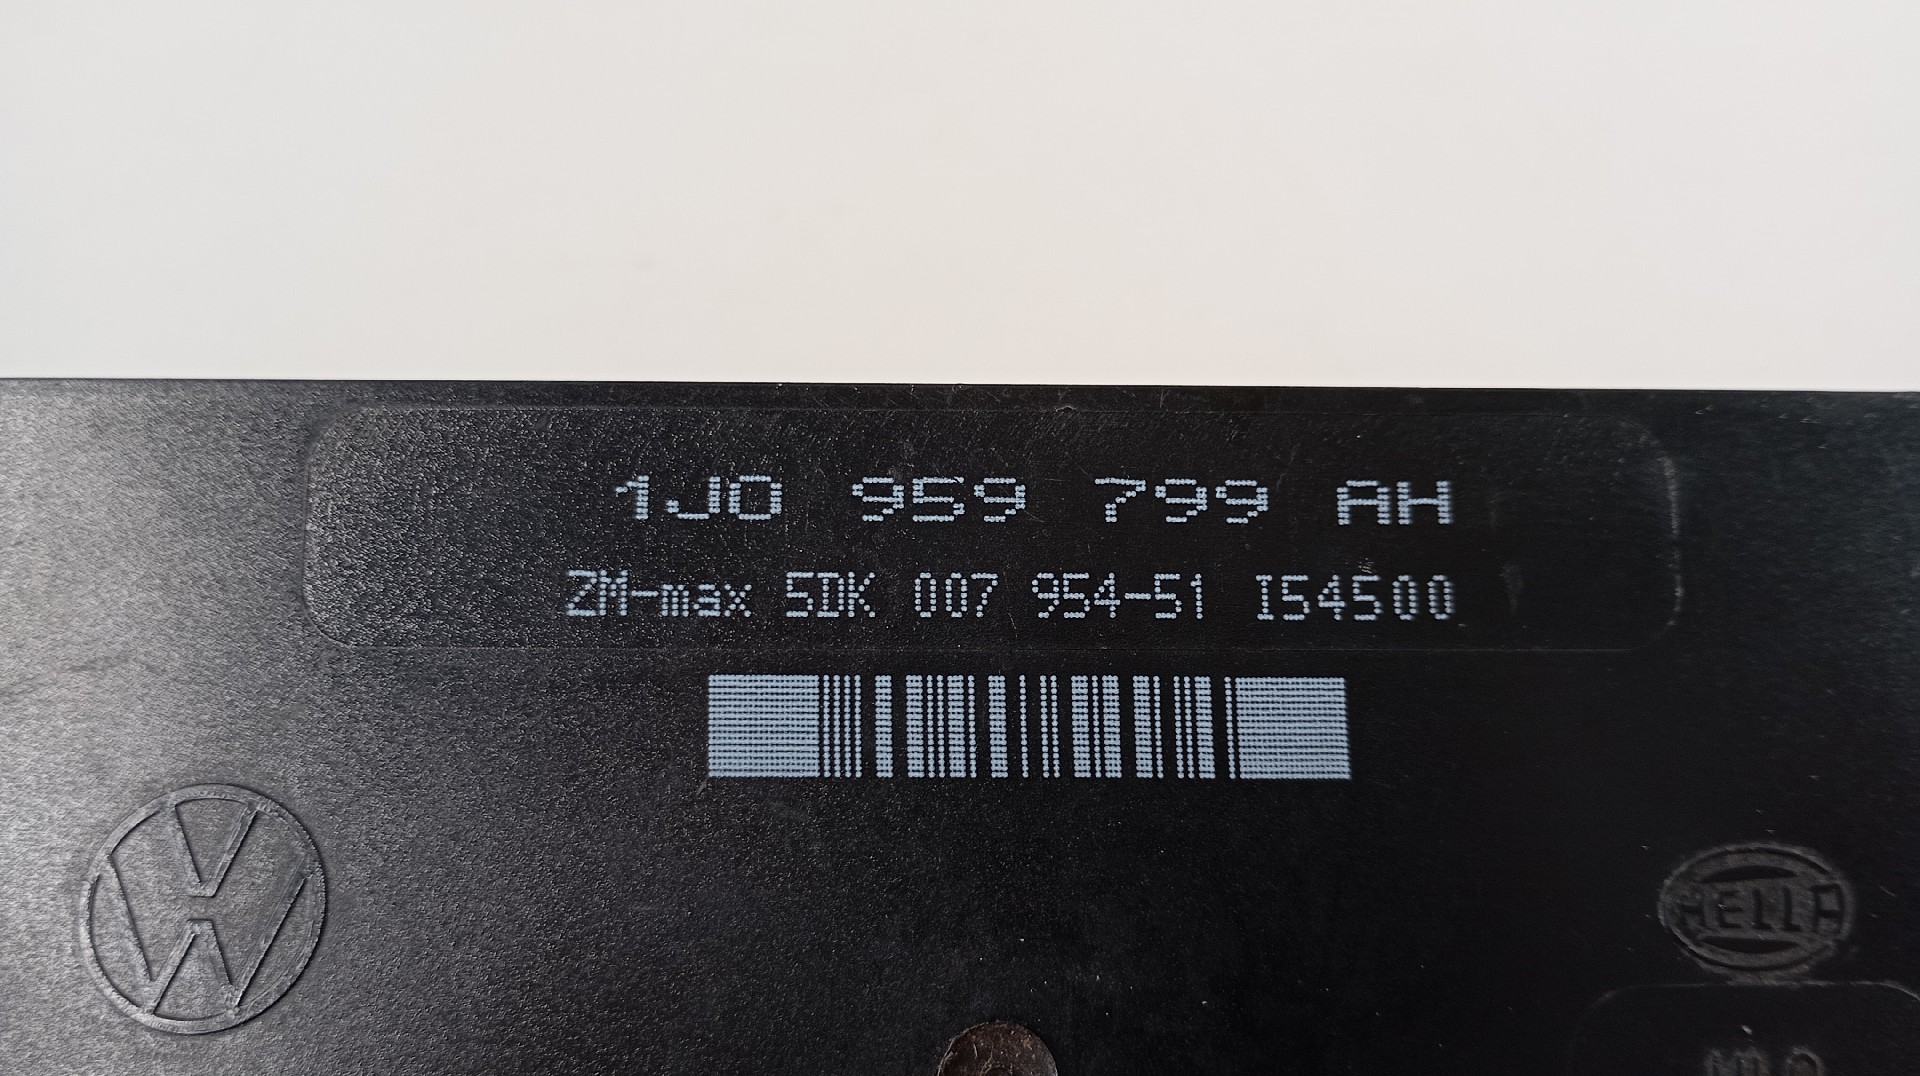 1J0 959 799 AH
ZM-max 5DK 007 954-51 I54500
HELLA